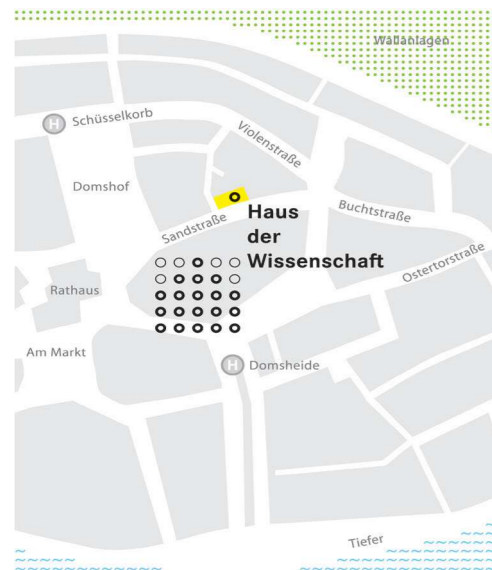 Wallanlagen
H Schüsselkorb
Violenstraße
Domshof
Haus
der
Wissenschaft
Buchtstraße
Sandstraße
Ostertorstraße
Rathaus
Am Markt
H Domsheide
Tiefer